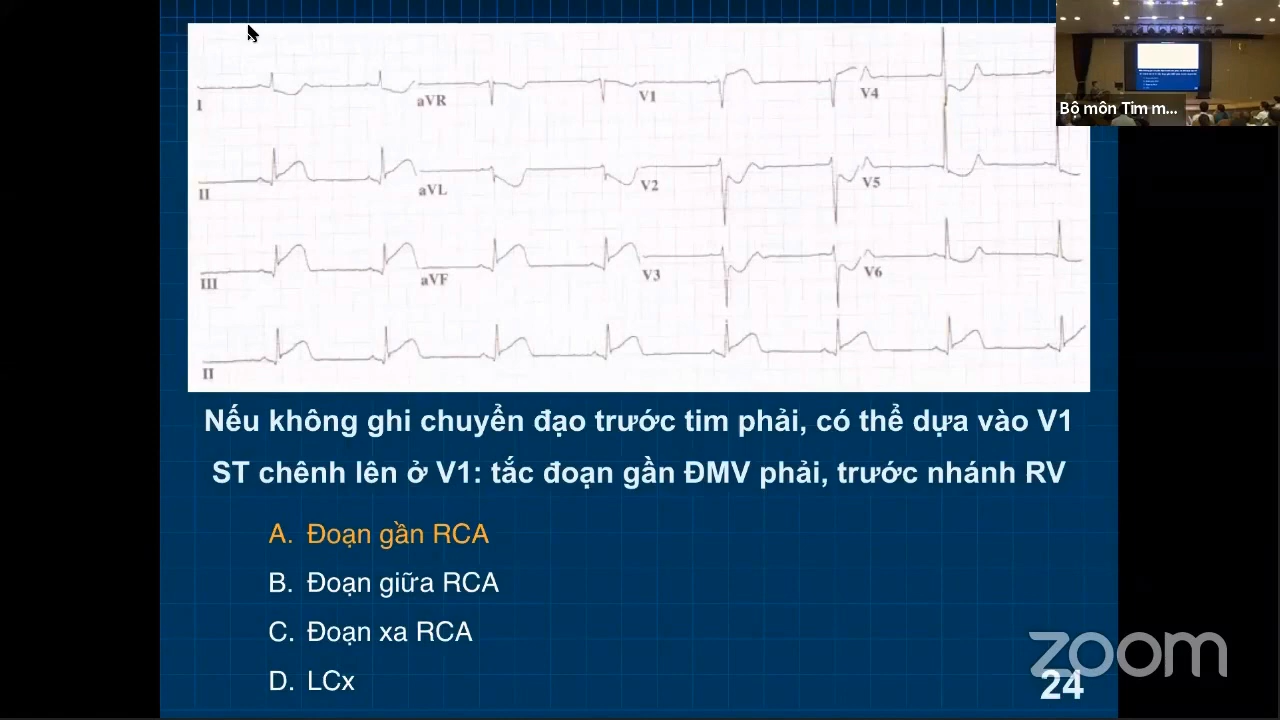 I
aVR
V1
V4
Bộ môn Tim m...
II
aVL
V2
V5
III
aVF
V3
V6
II
Nếu không ghi chuyển đạo trước tim phải, có thể dựa vào V1
ST chênh lên ở V1: tắc đoạn gần ĐMV phải, trước nhánh RV
A. Đoạn gần RCA
B. Đoạn giữa RCA
C. Đoạn xa RCA
D. LCx
zoom
24